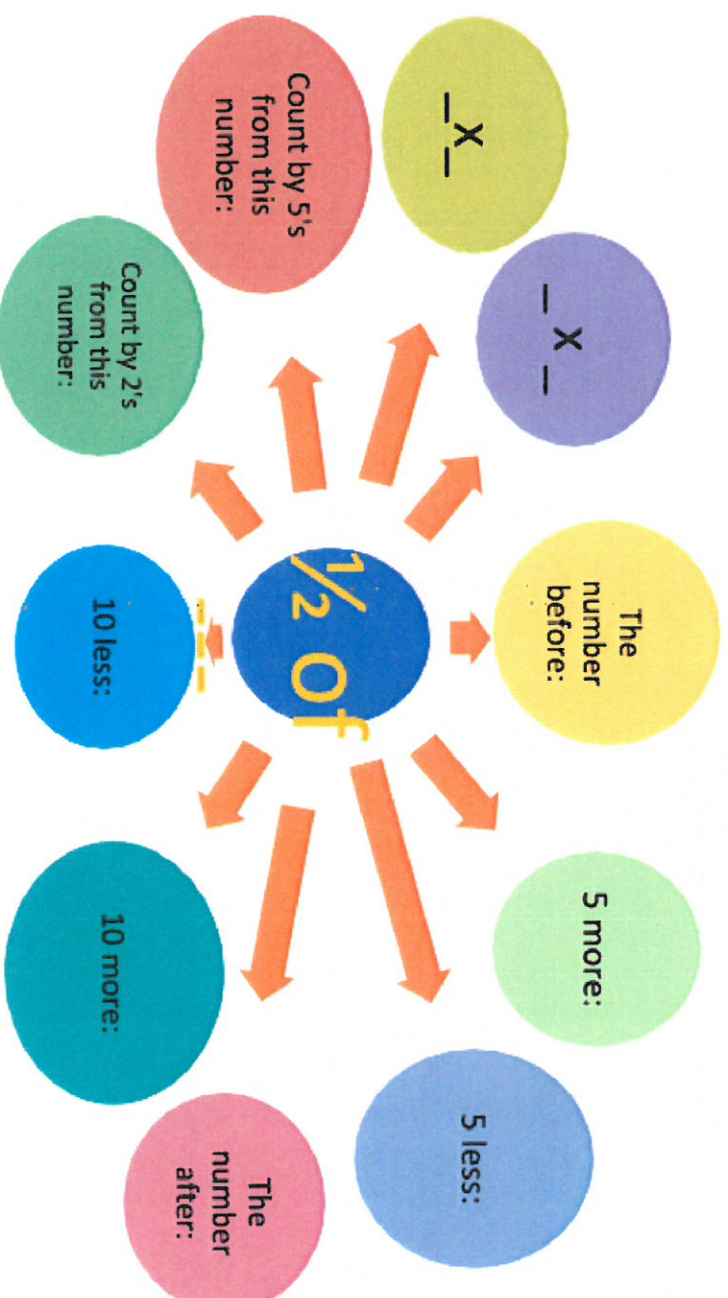 The
number
before:
5 more:
5 less:
The
number
after:
10 more:
10 less:
Count by 2's
from this
number:
Count by 5's
from this
number:
_X_
_ X _
½ Of
___